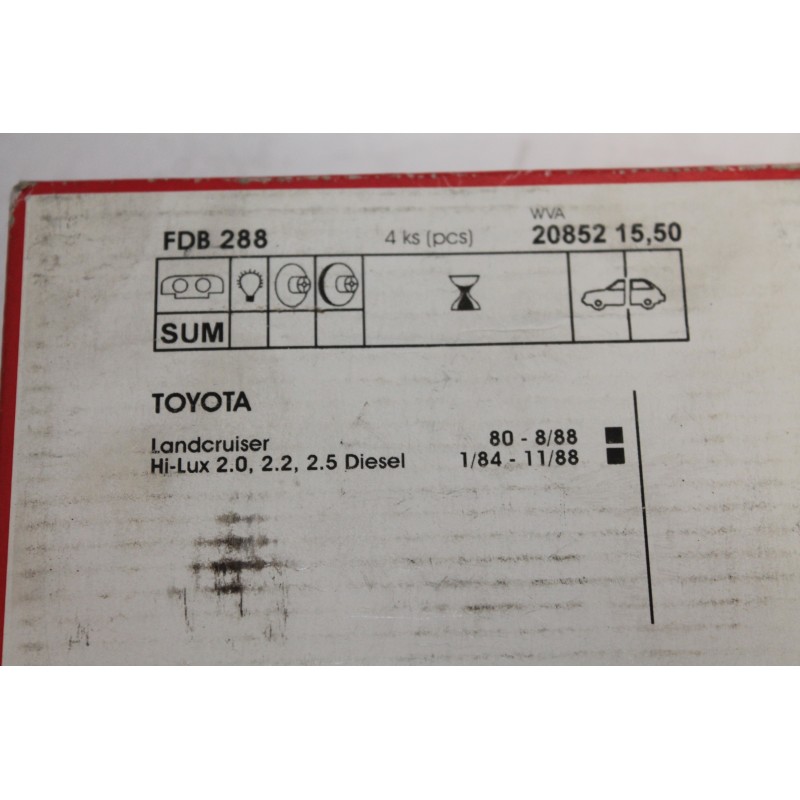 WVA
FDB 288 4 ks (pcs) 20852 15,50
SUM
TOYOTA
Landcruiser 80 - 8/88
Hi-Lux 2.0, 2.2, 2.5 Diesel 1/84 - 11/88